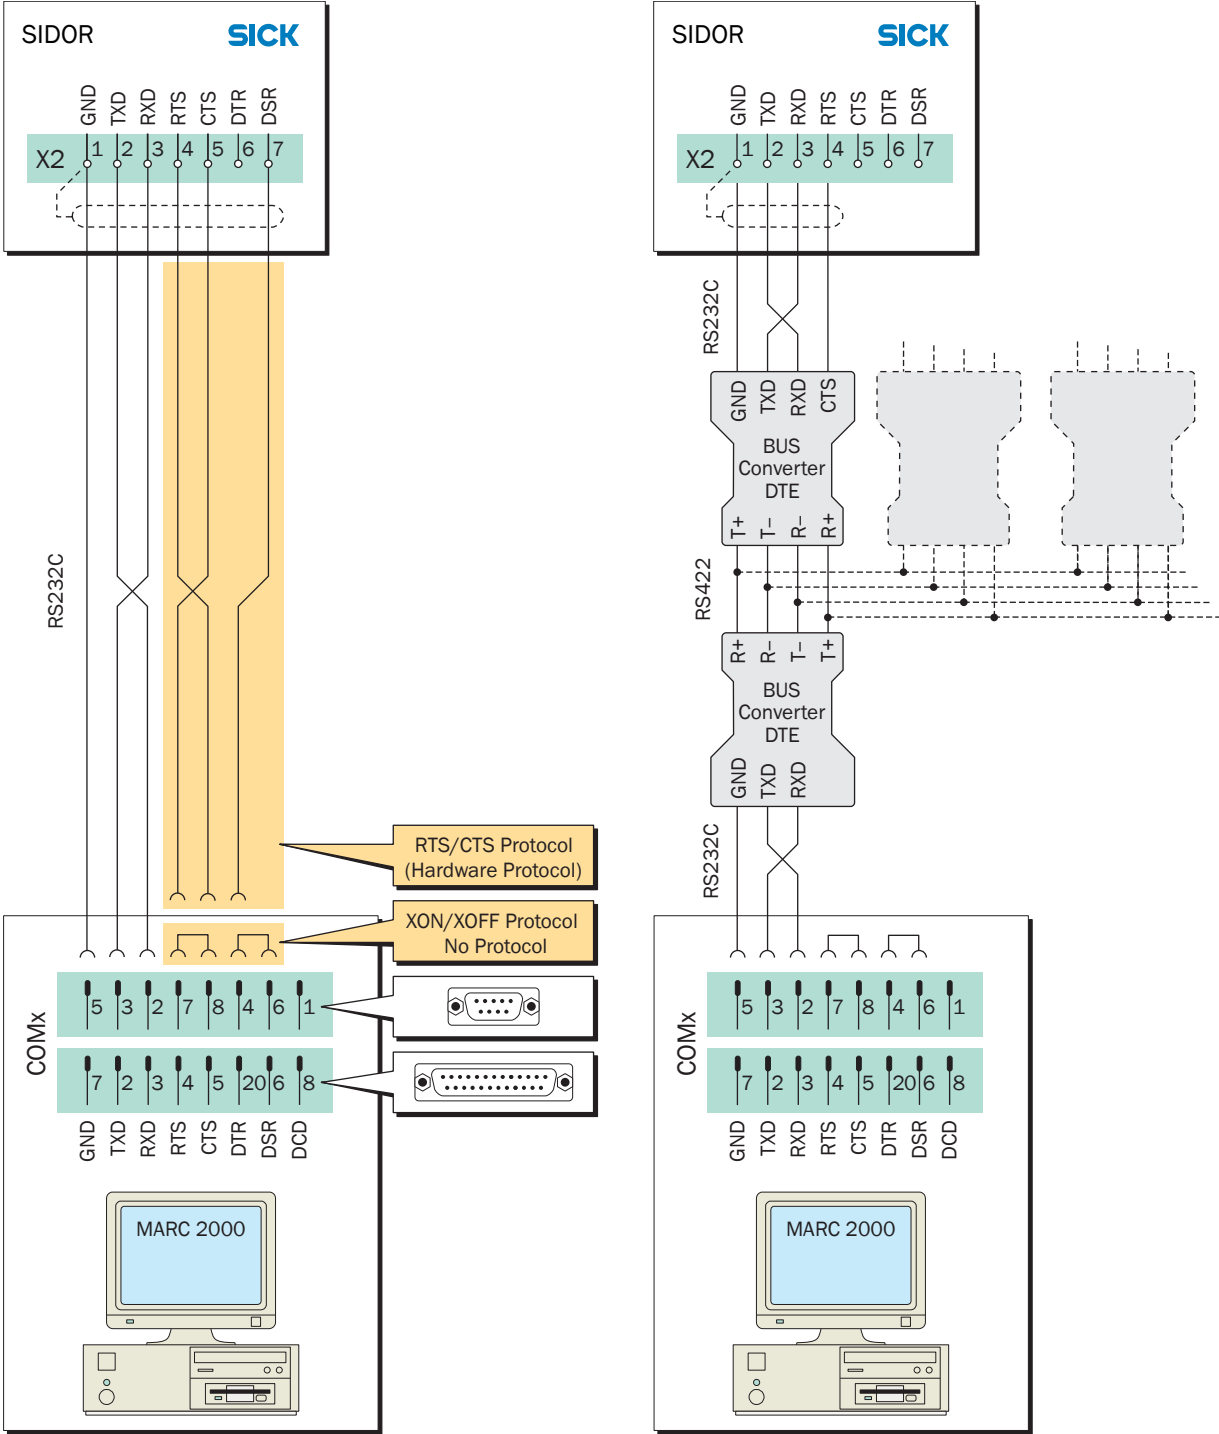 SIDOR SICK
GND TXD RXD RTS CTS DTR DSR
X2 1 2 3 4 5 6 7
RS232C
RTS/CTS Protocol
(Hardware Protocol)
XON/XOFF Protocol
No Protocol
COMx
5 3 2 7 8 4 6 1
7 2 3 4 5 20 6 8
GND TXD RXD RTS CTS DTR DSR DCD
MARC 2000
SIDOR SICK
GND TXD RXD RTS CTS DTR DSR
X2 1 2 3 4 5 6 7
RS232C
GND TXD RXD CTS
BUS
Converter
DTE
T+ T− R− R+
RS422
R+ R− T− T+
BUS
Converter
DTE
GND TXD RXD
RS232C
COMx
5 3 2 7 8 4 6 1
7 2 3 4 5 20 6 8
GND TXD RXD RTS CTS DTR DSR DCD
MARC 2000